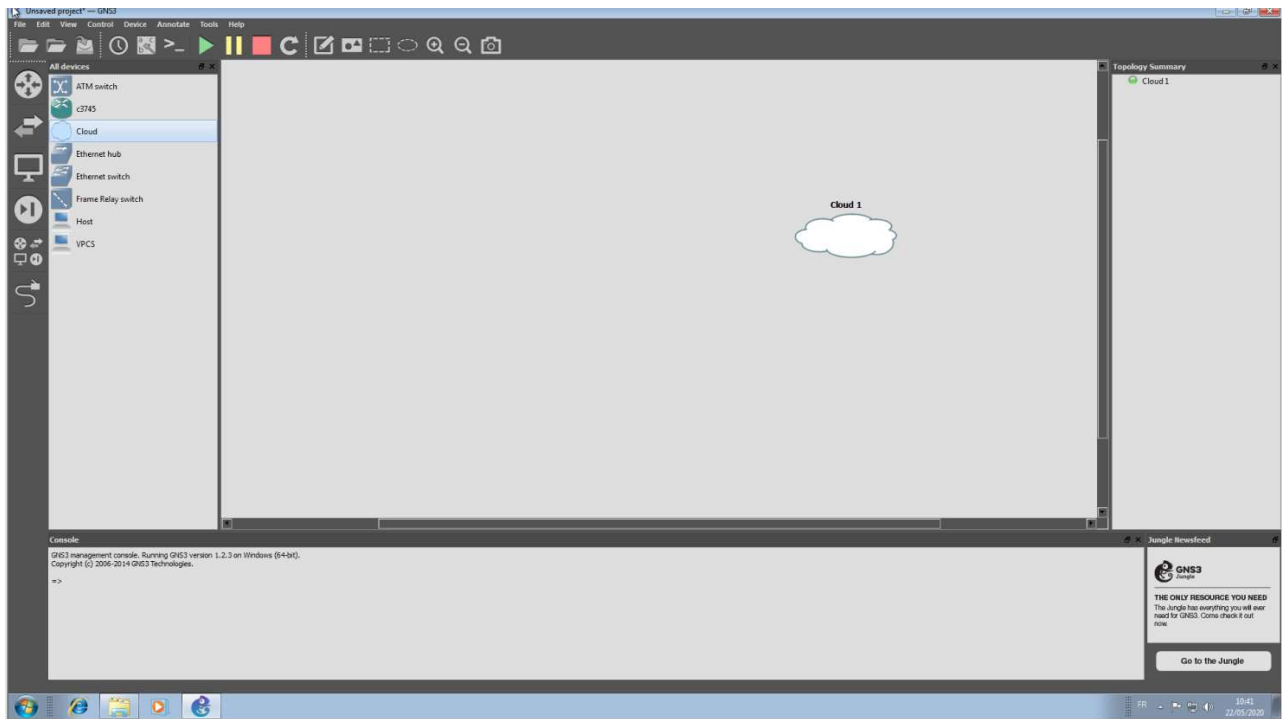 Unsaved project* — GNS3
File Edit View Control Device Annotate Tools Help
All devices
ATM switch
c3745
Cloud
Ethernet hub
Ethernet switch
Frame Relay switch
Host
VPCS
Cloud 1
Topology Summary
Cloud 1
Console
GNS3 management console. Running GNS3 version 1.2.3 on Windows (64-bit).
Copyright (c) 2006-2014 GNS3 Technologies.
=>
Jungle Newsfeed
GNS3
Jungle
THE ONLY RESOURCE YOU NEED
The Jungle has everything you will ever
need for GNS3. Come check it out
now.
Go to the Jungle
FR
10:41
22/05/2020